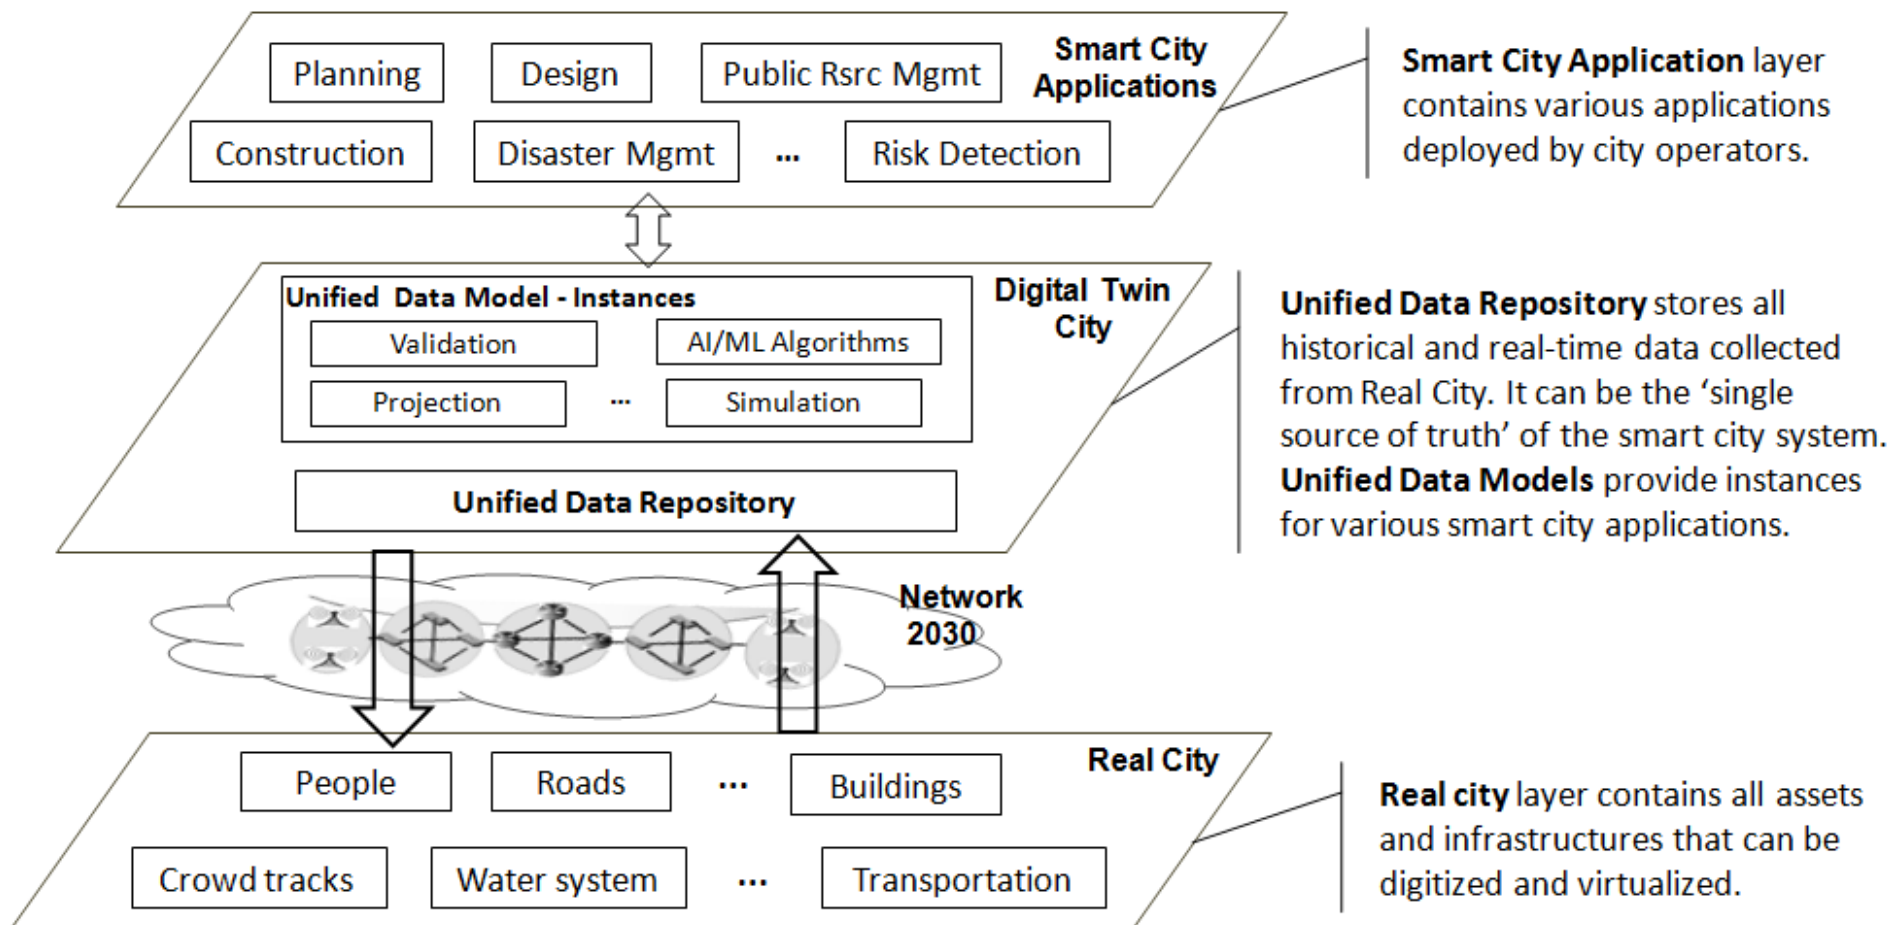 Smart City
Applications
Planning
Design
Public Rsrc Mgmt
Construction
Disaster Mgmt
...
Risk Detection
Smart City Application layer
contains various applications
deployed by city operators.
Digital Twin
City
Unified Data Model - Instances
Validation
AI/ML Algorithms
Projection
...
Simulation
Unified Data Repository
Unified Data Repository stores all
historical and real-time data collected
from Real City. It can be the ‘single
source of truth’ of the smart city system.
Unified Data Models provide instances
for various smart city applications.
Network
2030
Real City
People
Roads
...
Buildings
Crowd tracks
Water system
...
Transportation
Real city layer contains all assets
and infrastructures that can be
digitized and virtualized.